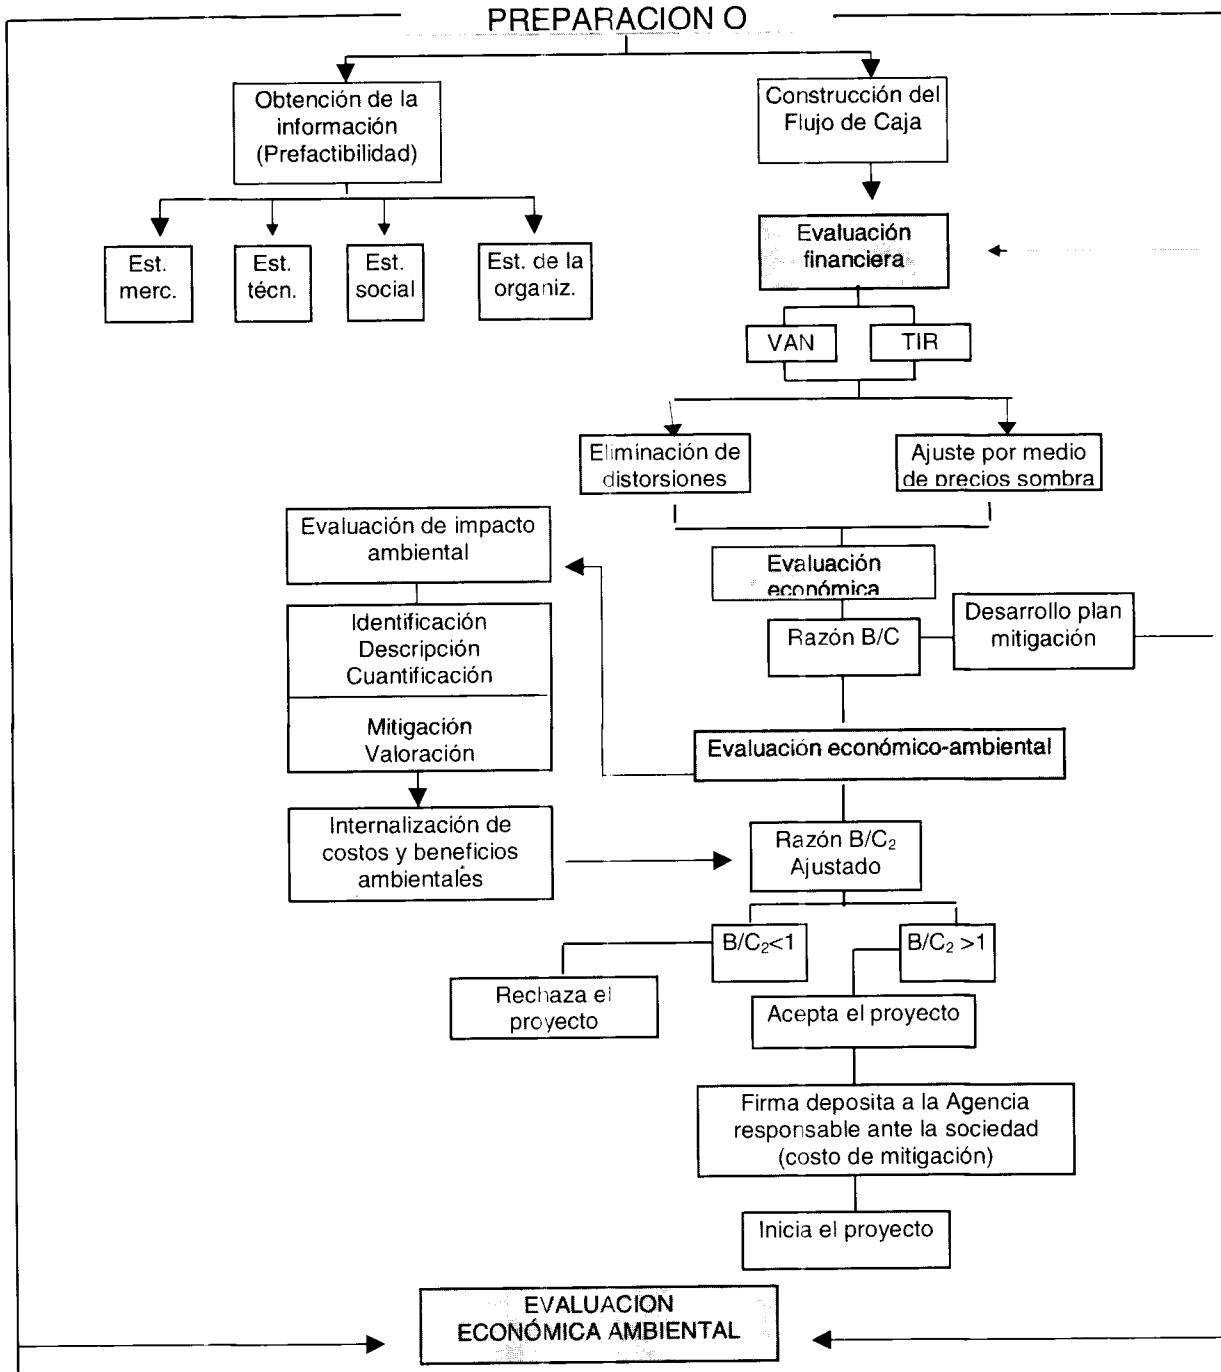 PREPARACION O
Obtención de la
información
(Prefactibilidad)
Construcción del
Flujo de Caja
Est.
merc.
Est.
técn.
Est.
social
Est. de la
organiz.
Evaluación
financiera
VAN
TIR
Eliminación de
distorsiones
Ajuste por medio
de precios sombra
Evaluación de impacto
ambiental
Evaluación
económica
Identificación
Descripción
Cuantificación
Mitigación
Valoración
Razón B/C
Desarrollo plan
mitigación
Evaluación económico-ambiental
Internalización de
costos y beneficios
ambientales
Razón B/C₂
Ajustado
B/C₂<1
B/C₂ >1
Rechaza el
proyecto
Acepta el proyecto
Firma deposita a la Agencia
responsable ante la sociedad
(costo de mitigación)
Inicia el proyecto
EVALUACION
ECONÓMICA AMBIENTAL